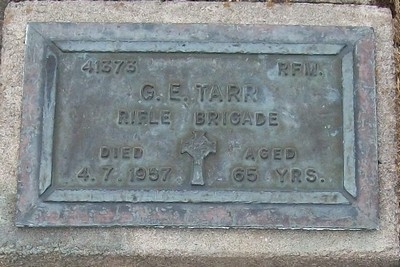 41373 RFM.
G. E. TARR
RIFLE BRIGADE
DIED AGED
4. 7. 1957 65 YRS.